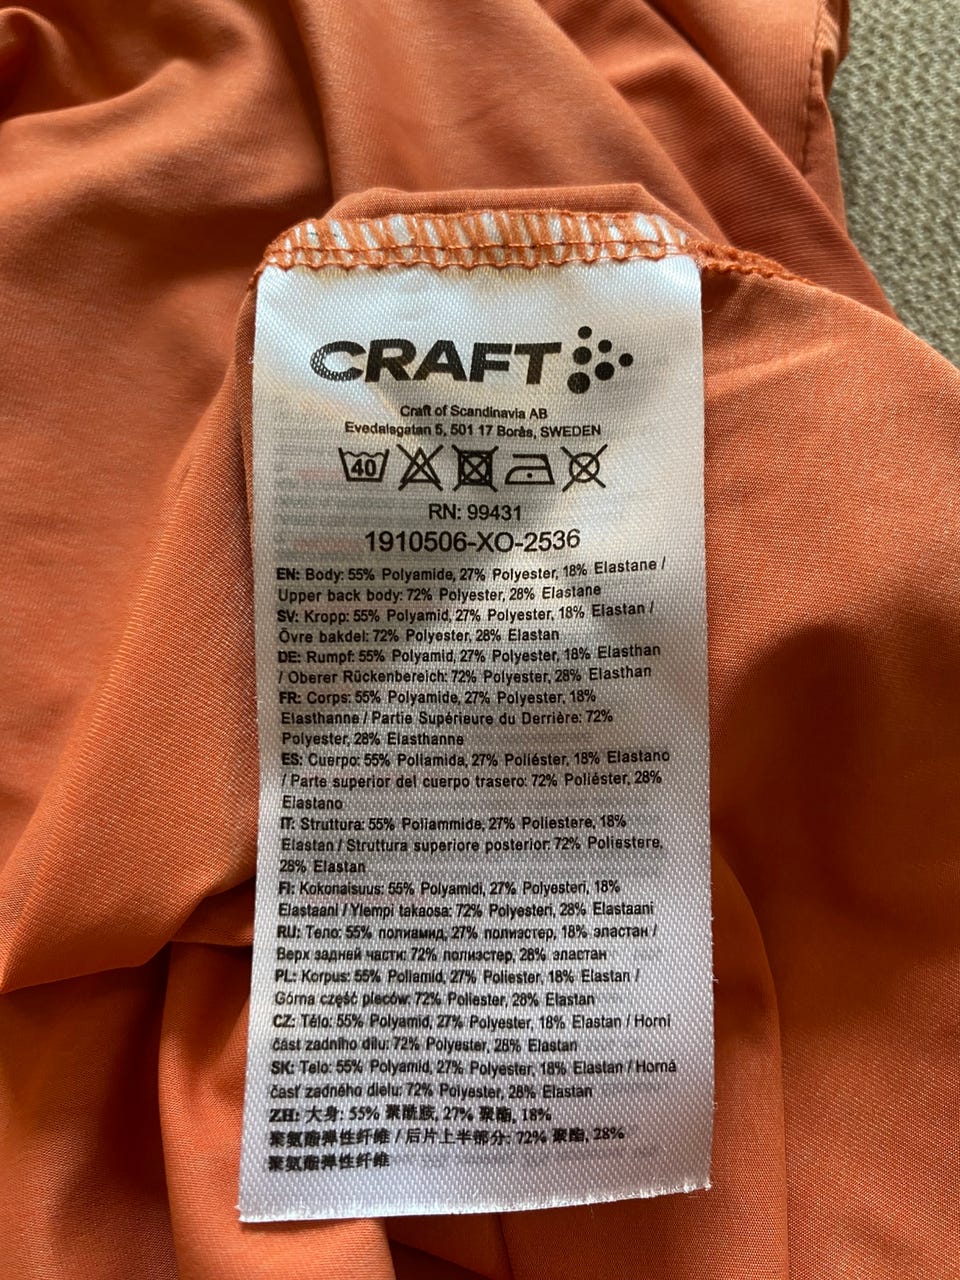 CRAFT
Craft of Scandinavia AB
Evedalsgatan 5, 501 17 Borås, SWEDEN
40
RN: 99431
1910506-XO-2536
EN: Body: 55% Polyamide, 27% Polyester, 18% Elastane /
Upper back body: 72% Polyester, 28% Elastane
SV: Kropp: 55% Polyamid, 27% Polyester, 18% Elastan /
Övre bakdel: 72% Polyester, 28% Elastan
DE: Rumpf: 55% Polyamid, 27% Polyester, 18% Elasthan
/ Oberer Rückenbereich: 72% Polyester, 28% Elasthan
FR: Corps: 55% Polyamide, 27% Polyester, 18%
Elasthanne / Partie Supérieure du Derrière: 72%
Polyester, 28% Elasthanne
ES: Cuerpo: 55% Poliamida, 27% Poliéster, 18% Elastano
/ Parte superior del cuerpo trasero: 72% Poliéster, 28%
Elastano
IT: Struttura: 55% Poliammide, 27% Poliestere, 18%
Elastan / Struttura superiore posterior: 72% Poliestere,
28% Elastan
FI: Kokonaisuus: 55% Polyamidi, 27% Polyesteri, 18%
Elastaani / Ylempi takaosa: 72% Polyesteri, 28% Elastaani
RU: Тело: 55% полиамид, 27% полиэстер, 18% эластан /
Верх задней части: 72% полиэстер, 28% эластан
PL: Korpus: 55% Poliamid, 27% Poliester, 18% Elastan /
Górna część pleców: 72% Poliester, 28% Elastan
CZ: Tělo: 55% Polyamid, 27% Polyester, 18% Elastan / Horní
část zadního dílu: 72% Polyester, 28% Elastan
SK: Telo: 55% Polyamid, 27% Polyester, 18% Elastan / Horná
časť zadného dielu: 72% Polyester, 28% Elastan
ZH: 大身: 55% 聚酰胺, 27% 聚酯, 18%
聚氨酯弹性纤维 / 后片上半部分: 72% 聚酯, 28%
聚氨酯弹性纤维